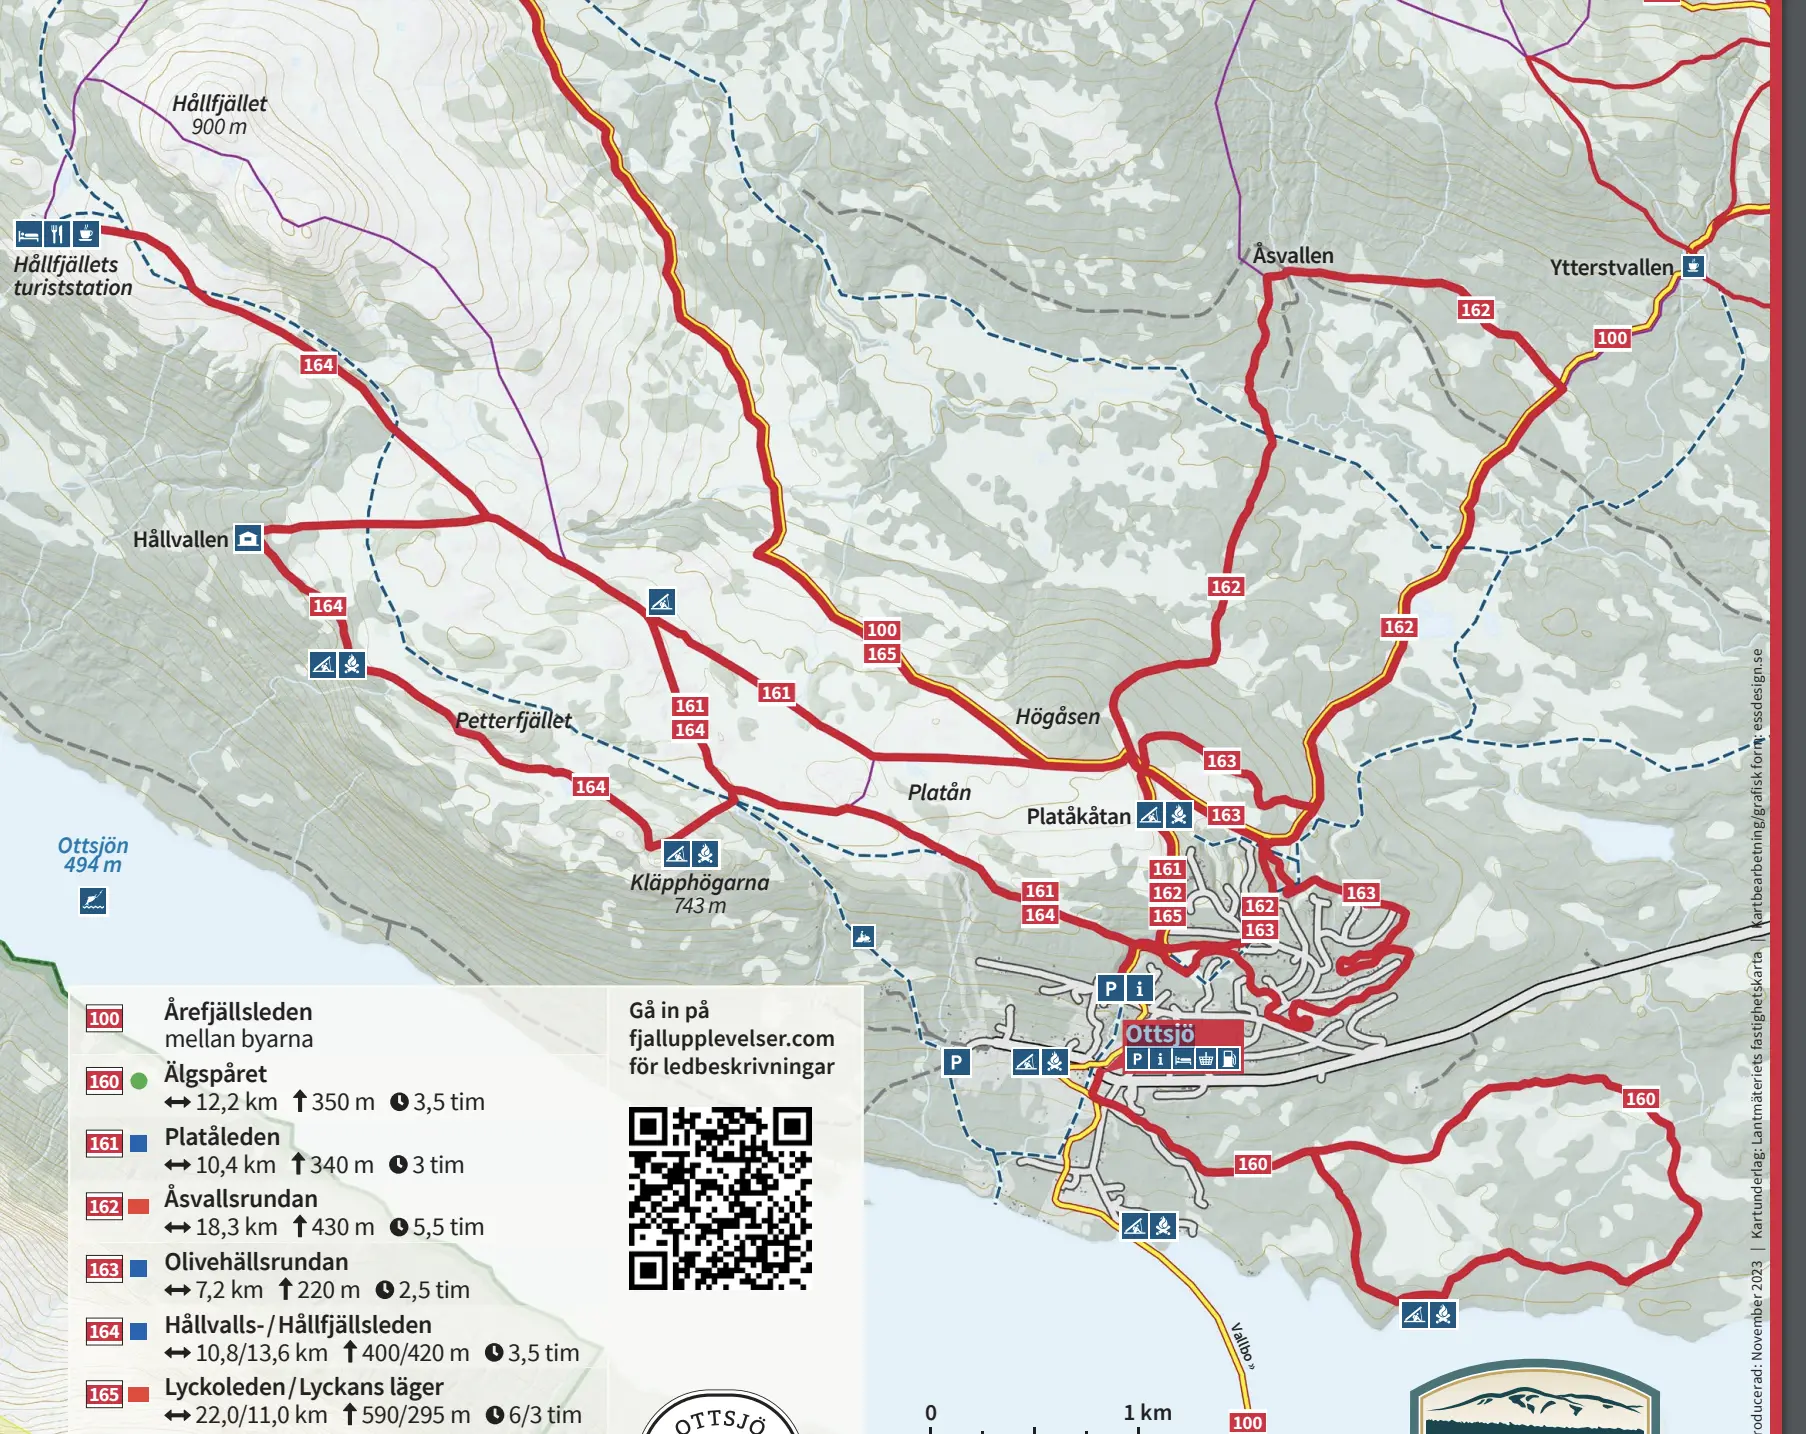 Hållfjället
900 m
Hållfjällets
turiststation
164
Hållvallen
164
Petterfjället
164
Kläpphögarna
743 m
Ottsjön
494 m
161
164
161
100
165
Högåsen
Platån
Platåkåtan
Åsvallen
Ytterstvallen
162
100
162
162
163
163
161
162
165
162
163
163
161
164
P i
Ottsjö
P i
P
160
160
Vallbo »
100
0 1 km
100 Årefjällsleden
mellan byarna
160 Älgspåret
12,2 km 350 m 3,5 tim
161 Platåleden
10,4 km 340 m 3 tim
162 Åsvallsrundan
18,3 km 430 m 5,5 tim
163 Olivehällsrundan
7,2 km 220 m 2,5 tim
164 Hållvalls-/Hållfjällsleden
10,8/13,6 km 400/420 m 3,5 tim
165 Lyckoleden/Lyckans läger
22,0/11,0 km 590/295 m 6/3 tim
Gå in på
fjallupplevelser.com
för ledbeskrivningar
OTTSJÖ
roducerad: November 2023 | Kartunderlag: Lantmäteriets fastighetskarta | Kartbearbetning/grafisk form: essdesign.se